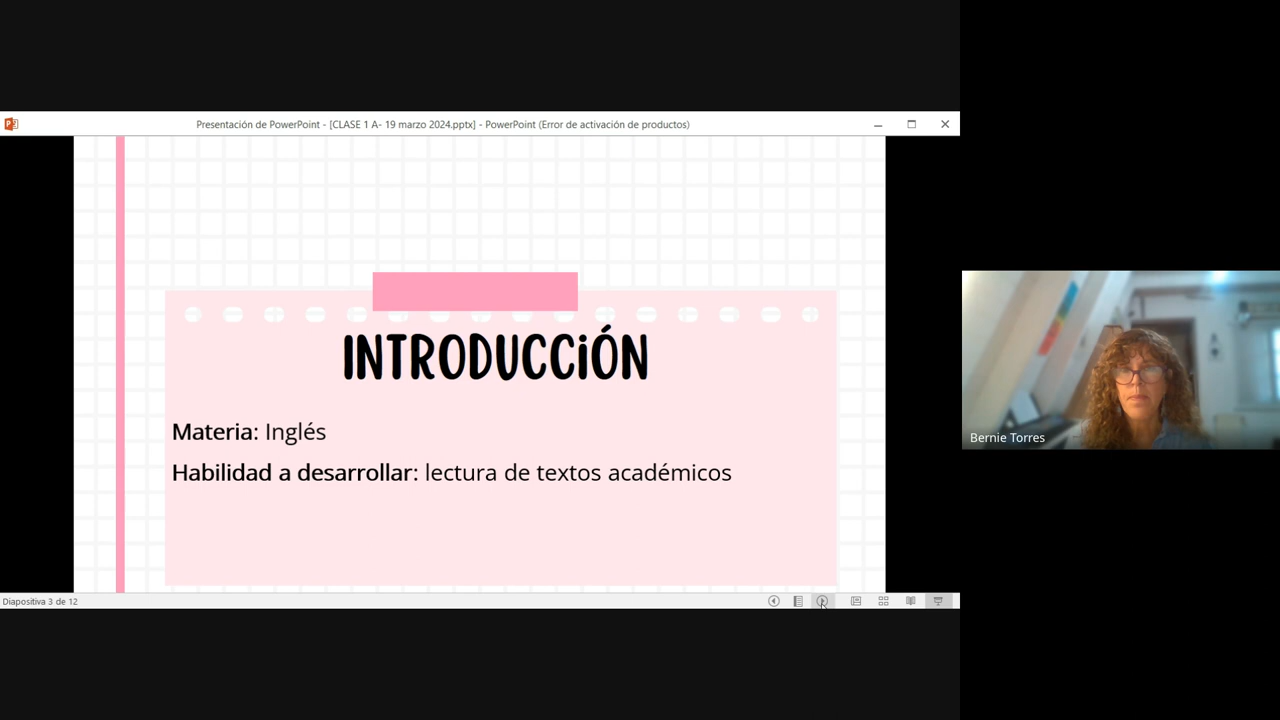 Presentación de PowerPoint - [CLASE 1 A- 19 marzo 2024.pptx] - PowerPoint (Error de activación de productos)
INTRODUCCiÓN
Materia: Inglés
Habilidad a desarrollar: lectura de textos académicos
Bernie Torres
Diapositiva 3 de 12